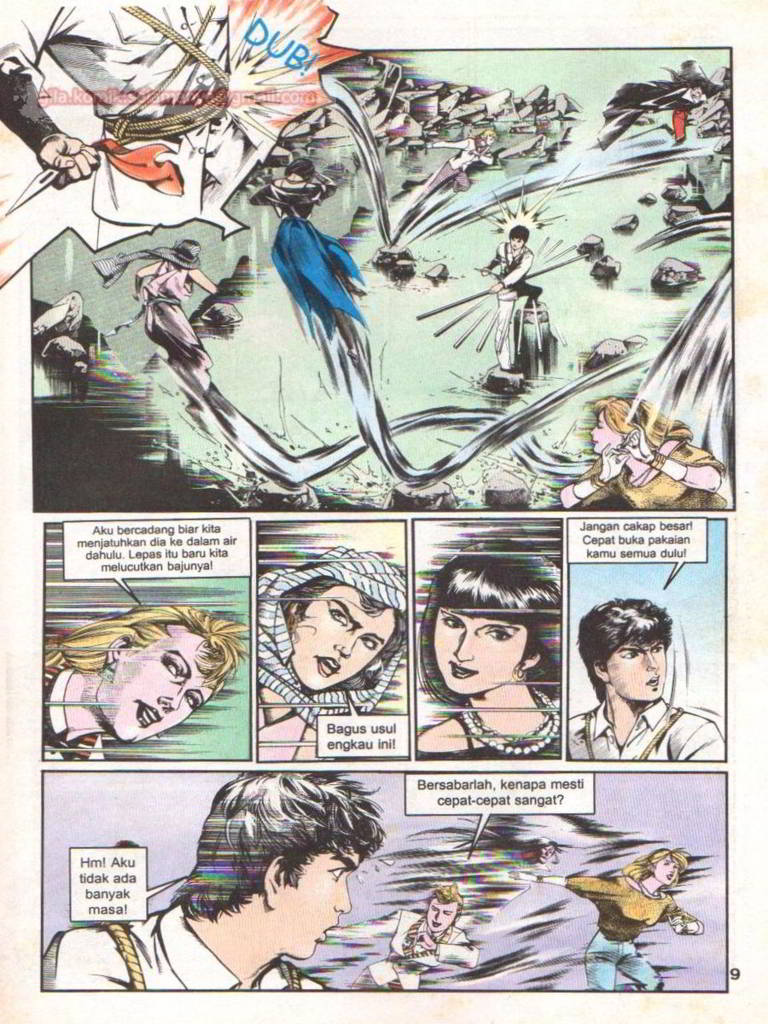 DUB!
Aku bercadang biar kita
menjatuhkan dia ke dalam air
dahulu. Lepas itu baru kita
melucutkan bajunya!
Bagus usul
engkau ini!
Jangan cakap besar!
Cepat buka pakaian
kamu semua dulu!
Hm! Aku
tidak ada
banyak
masa!
Bersabarlah, kenapa mesti
cepat-cepat sangat?
9